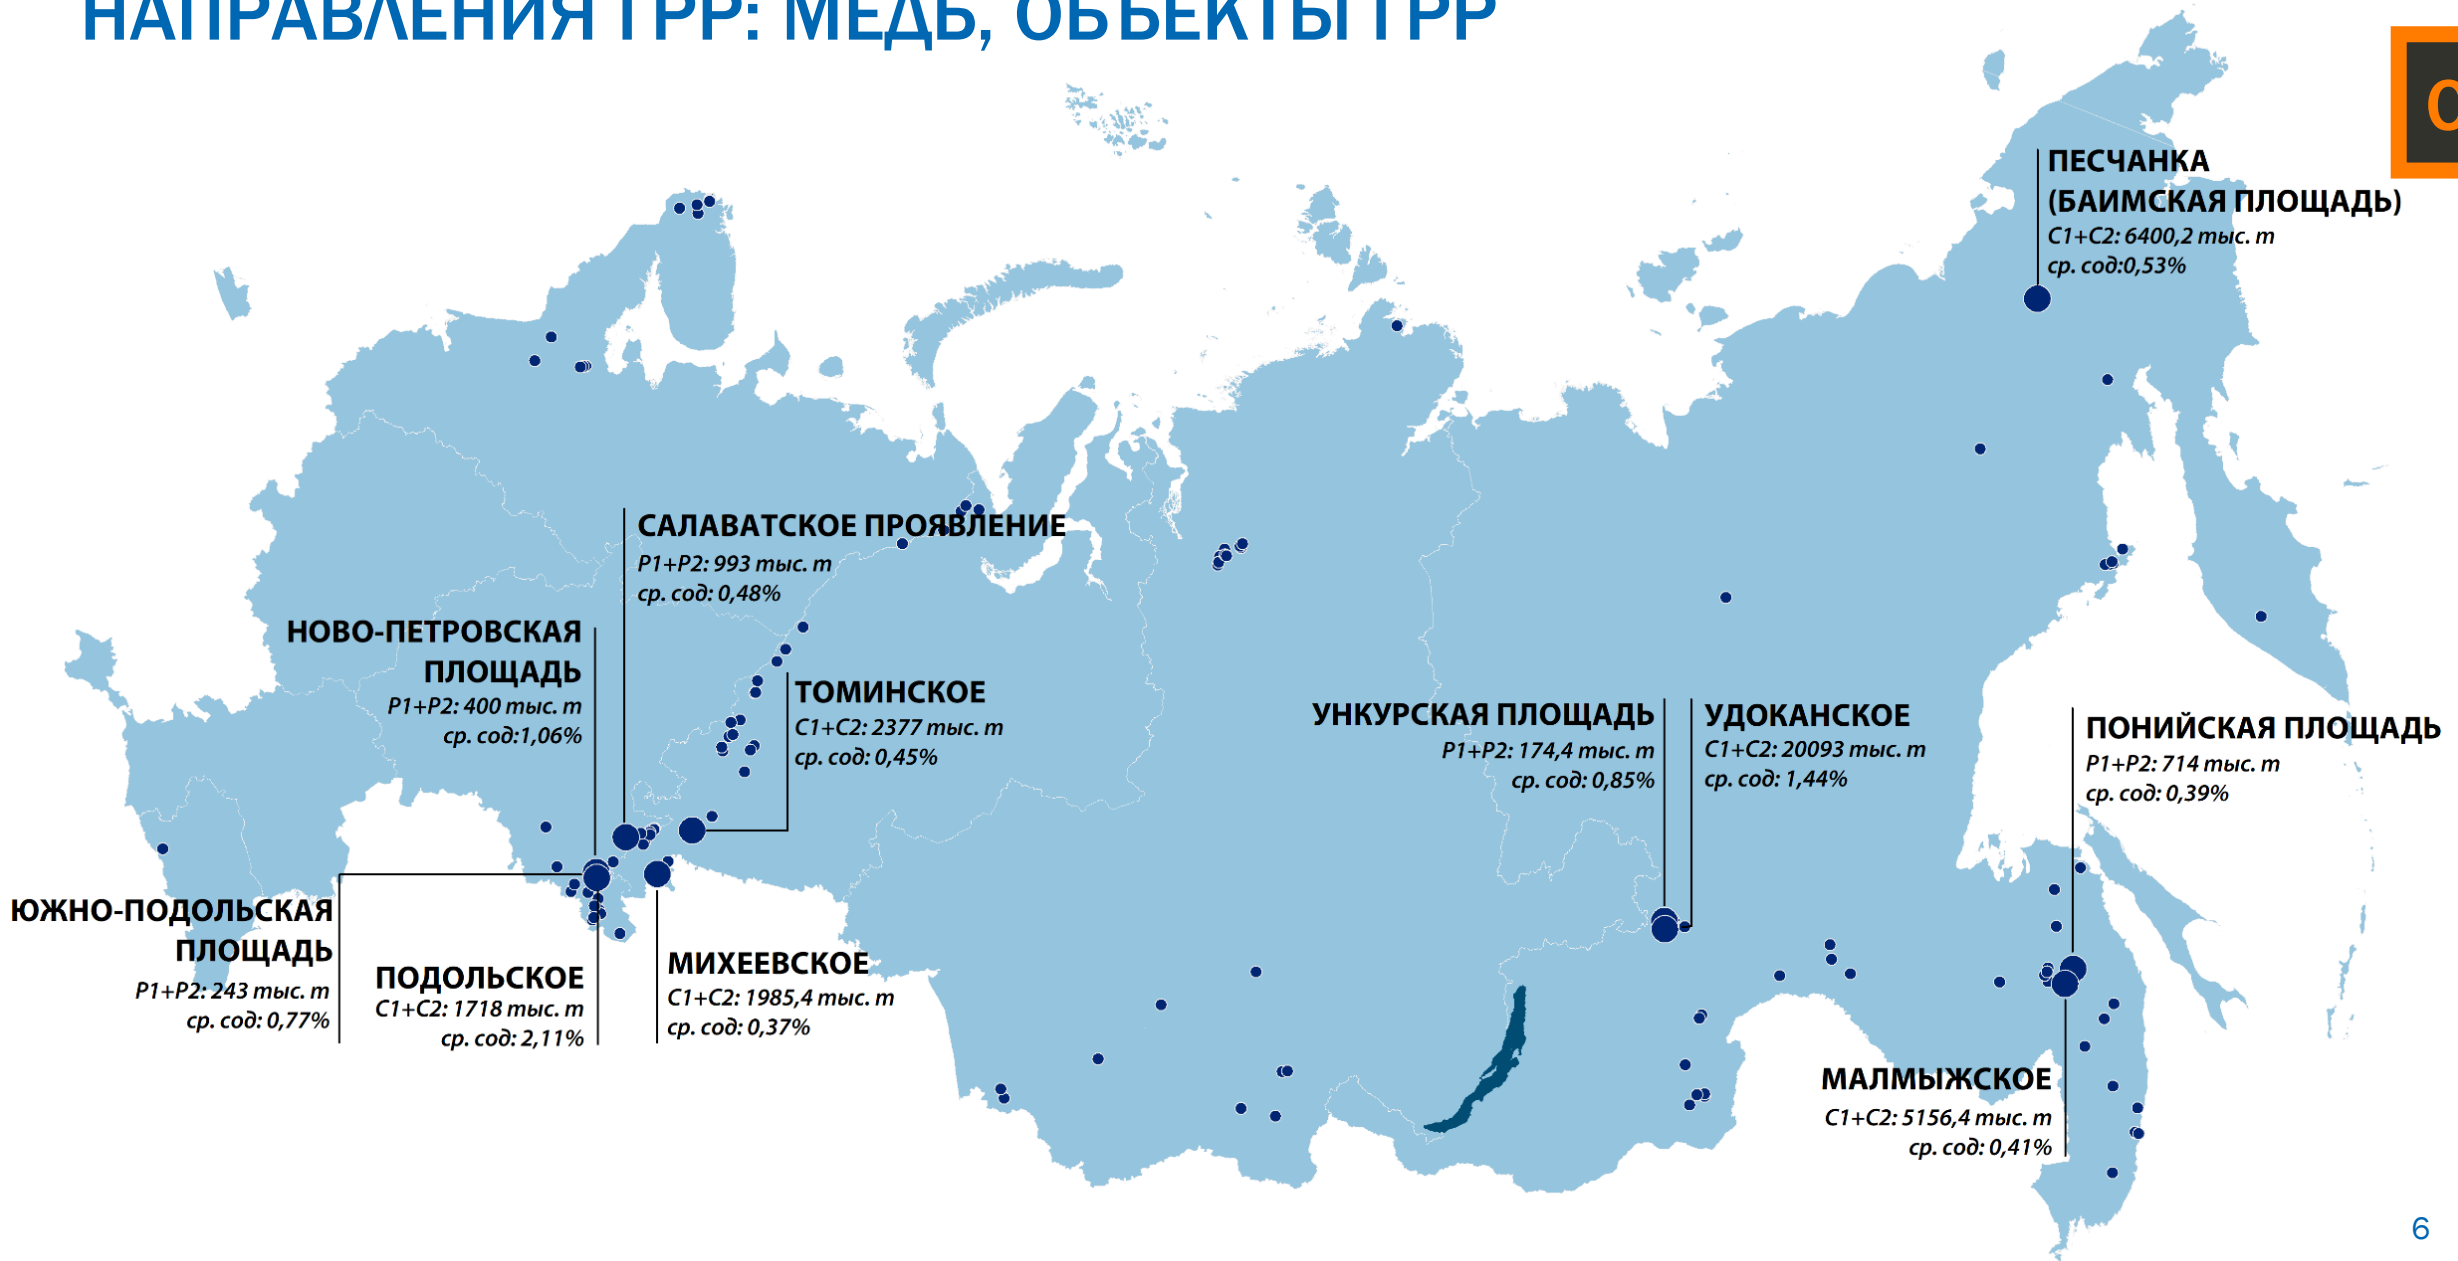 НАПРАВЛЕНИЯ ГРР: МЕДЬ, ОБЪЕКТЫ ГРР
ПЕСЧАНКА
(БАИМСКАЯ ПЛОЩАДЬ)
С1+С2: 6400,2 тыс. т
ср. сод:0,53%
САЛАВАТСКОЕ ПРОЯВЛЕНИЕ
Р1+Р2: 993 тыс. т
ср. сод: 0,48%
НОВО-ПЕТРОВСКАЯ
ПЛОЩАДЬ
Р1+Р2: 400 тыс. т
ср. сод:1,06%
ТОМИНСКОЕ
С1+С2: 2377 тыс. т
ср. сод: 0,45%
УНКУРСКАЯ ПЛОЩАДЬ
Р1+Р2: 174,4 тыс. т
ср. сод: 0,85%
УДОКАНСКОЕ
С1+С2: 20093 тыс. т
ср. сод: 1,44%
ПОНИЙСКАЯ ПЛОЩАДЬ
Р1+Р2: 714 тыс. т
ср. сод: 0,39%
ЮЖНО-ПОДОЛЬСКАЯ
ПЛОЩАДЬ
Р1+Р2: 243 тыс. т
ср. сод: 0,77%
ПОДОЛЬСКОЕ
С1+С2: 1718 тыс. т
ср. сод: 2,11%
МИХЕЕВСКОЕ
С1+С2: 1985,4 тыс. т
ср. сод: 0,37%
МАЛМЫЖСКОЕ
С1+С2: 5156,4 тыс. т
ср. сод: 0,41%
6